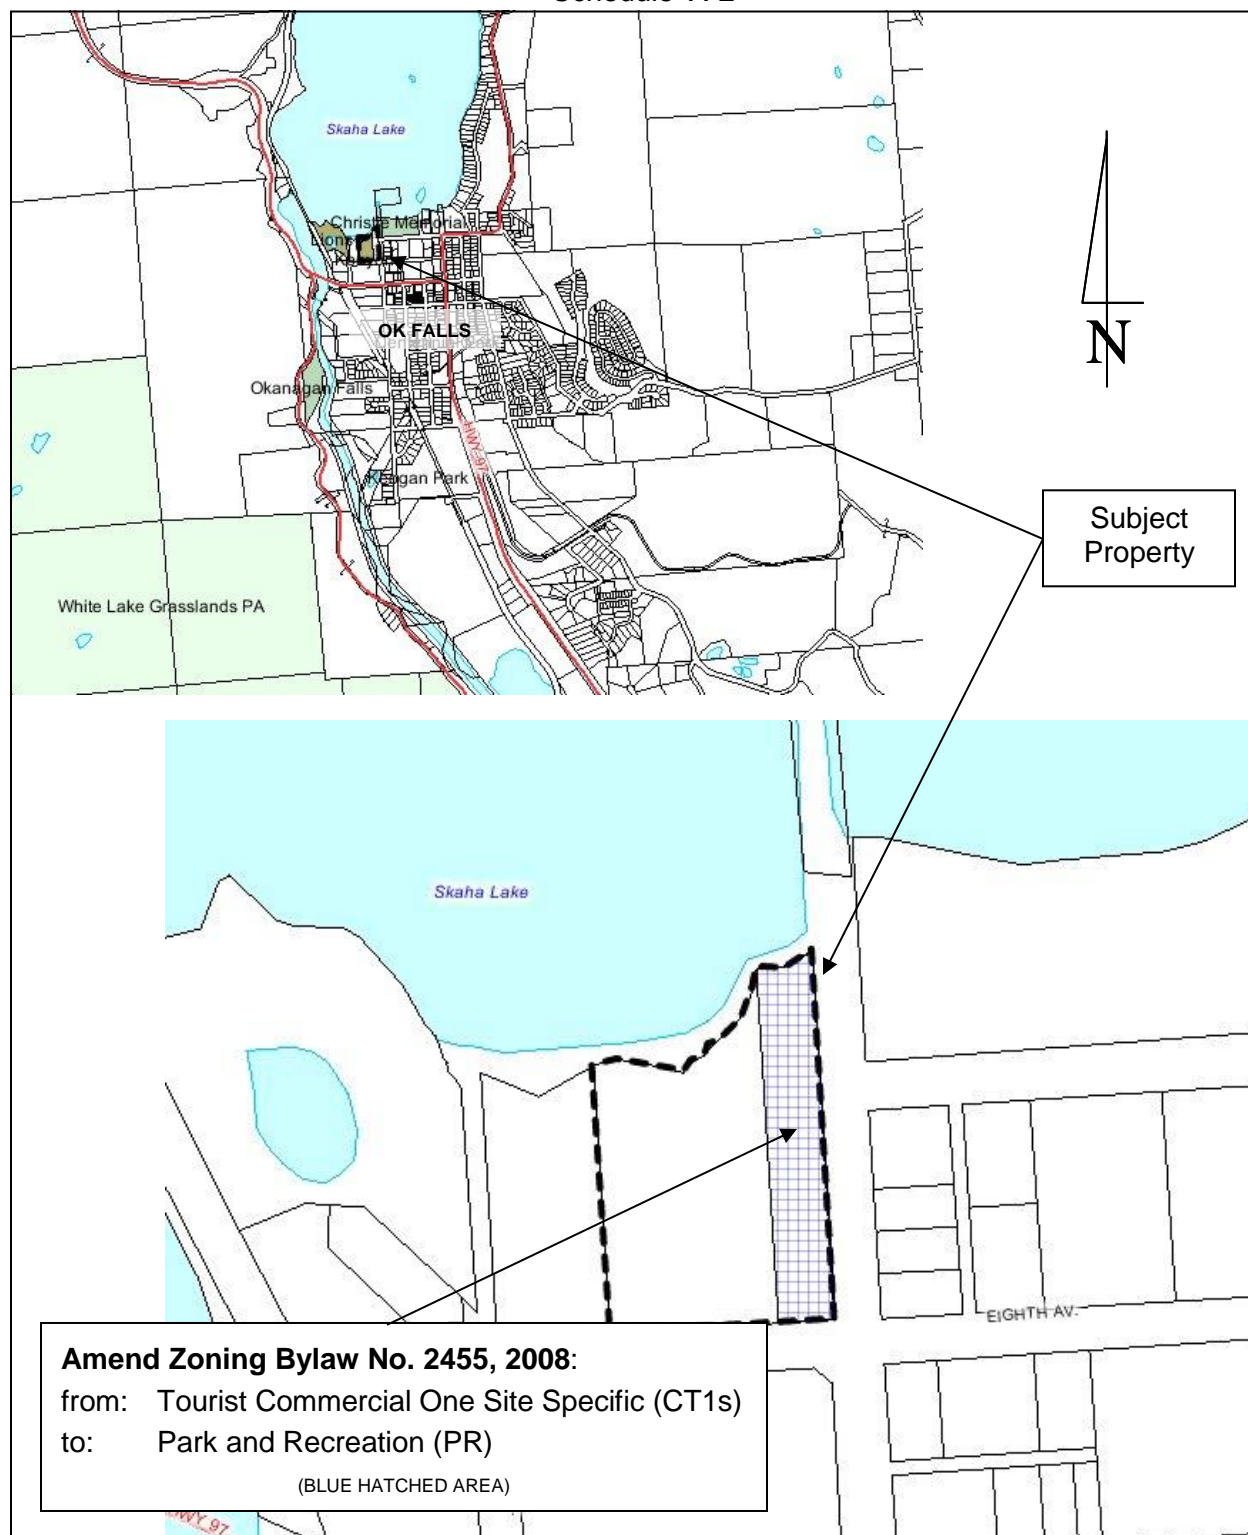 Skaha Lake
Christie Memorial
Lions
OK FALLS
Okanagan Falls
HWY 97
Keogan Park
White Lake Grasslands PA
N
Subject
Property
Skaha Lake
EIGHTH AV.
Amend Zoning Bylaw No. 2455, 2008:
from: Tourist Commercial One Site Specific (CT1s)
to: Park and Recreation (PR)
(BLUE HATCHED AREA)
HWY 97